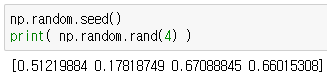 np.random.seed()
print( np.random.rand(4) )
[0.51219884 0.17818749 0.67088845 0.66015308]